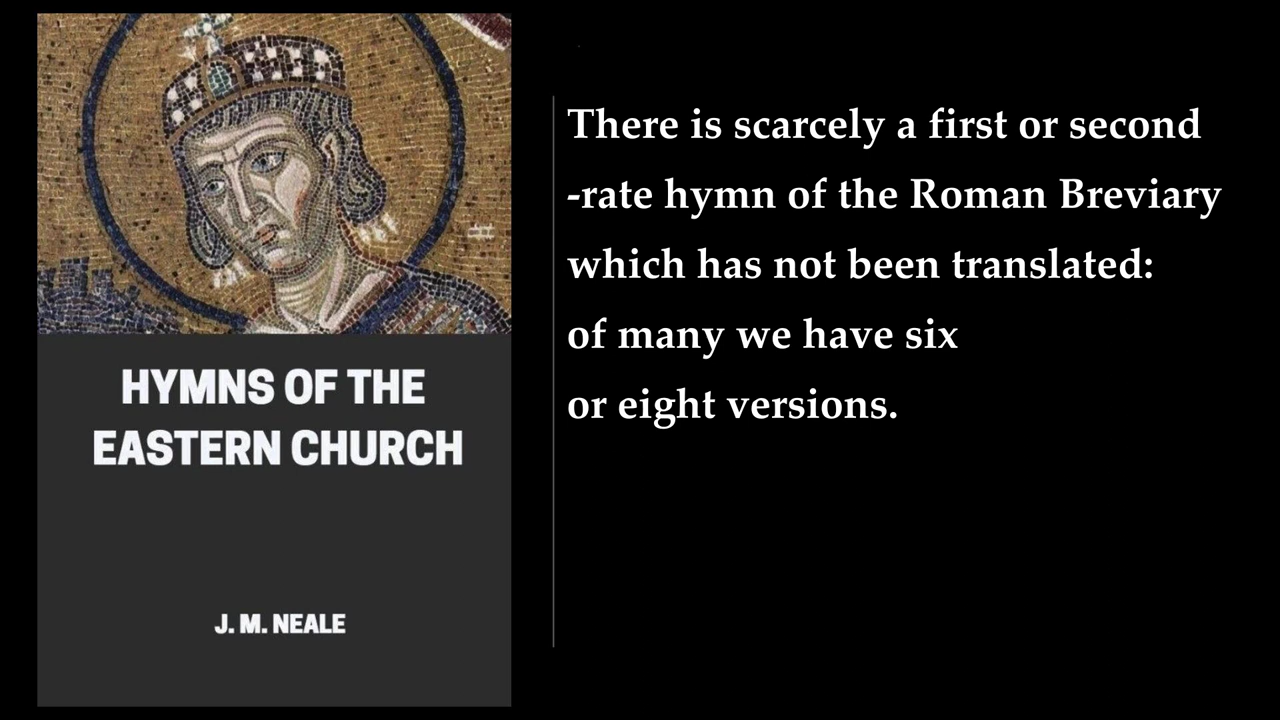 HYMNS OF THE
EASTERN CHURCH
J. M. NEALE
There is scarcely a first or second
-rate hymn of the Roman Breviary
which has not been translated:
of many we have six
or eight versions.